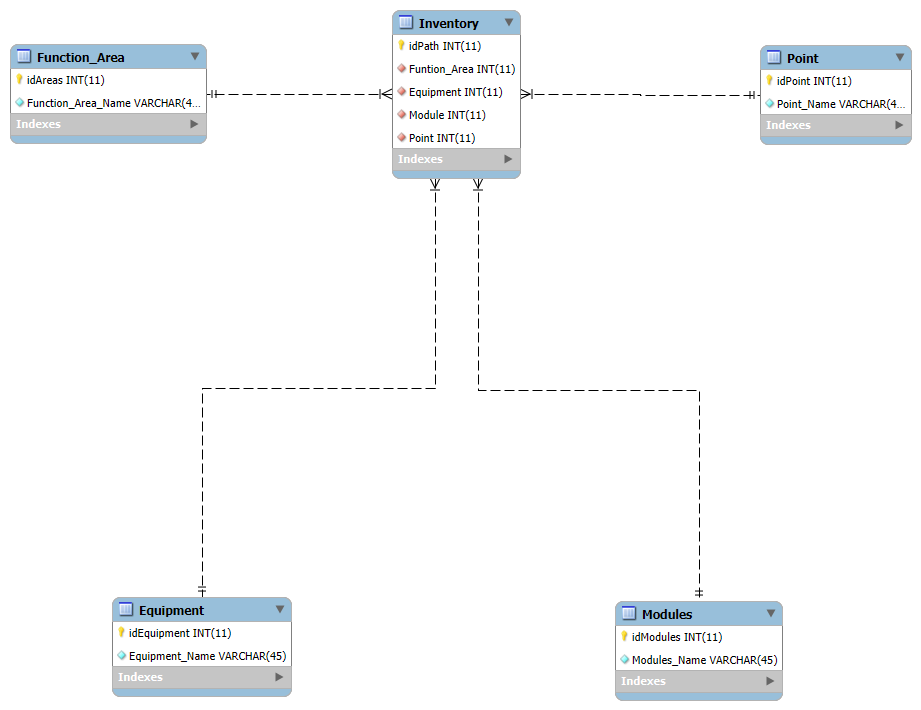 Function_Area
idAreas INT(11)
Function_Area_Name VARCHAR(4...
Indexes
Inventory
idPath INT(11)
Funtion_Area INT(11)
Equipment INT(11)
Module INT(11)
Point INT(11)
Indexes
Point
idPoint INT(11)
Point_Name VARCHAR(4...
Indexes
Equipment
idEquipment INT(11)
Equipment_Name VARCHAR(45)
Indexes
Modules
idModules INT(11)
Modules_Name VARCHAR(45)
Indexes